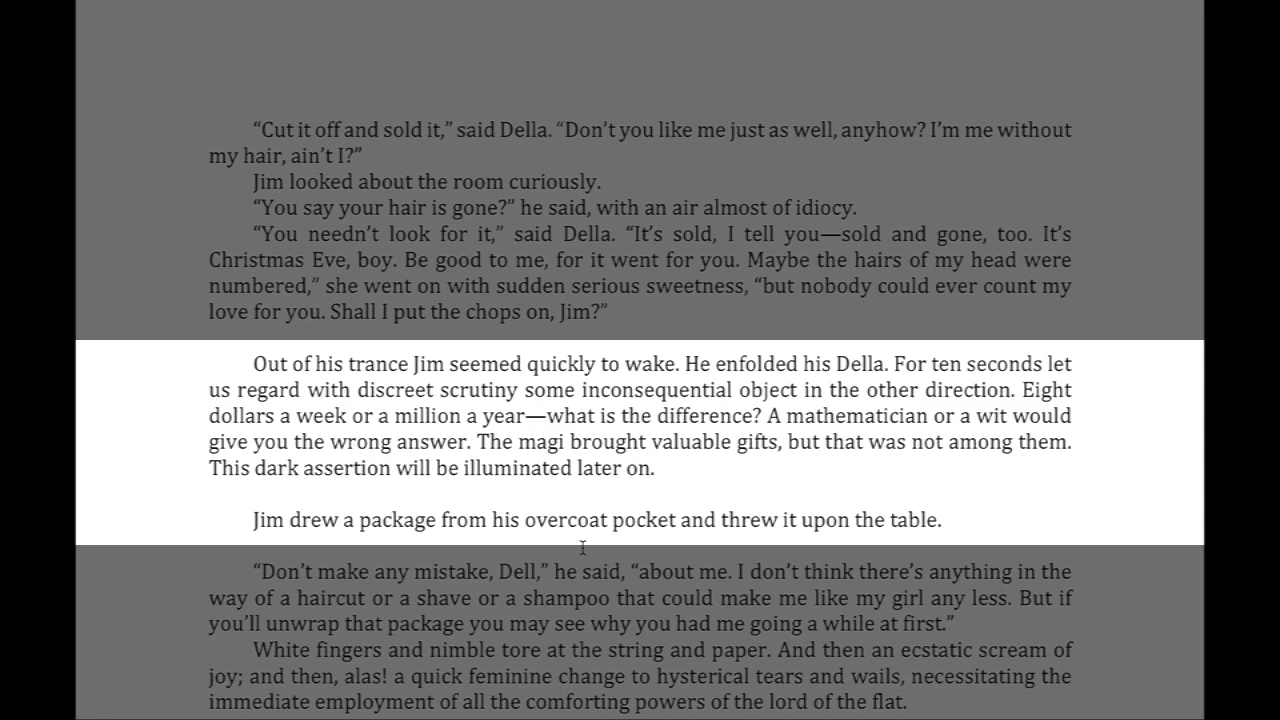 “Cut it off and sold it,” said Della. “Don’t you like me just as well, anyhow? I’m me without
my hair, ain’t I?”
Jim looked about the room curiously.
“You say your hair is gone?” he said, with an air almost of idiocy.
“You needn’t look for it,” said Della. “It’s sold, I tell you—sold and gone, too. It’s
Christmas Eve, boy. Be good to me, for it went for you. Maybe the hairs of my head were
numbered,” she went on with sudden serious sweetness, “but nobody could ever count my
love for you. Shall I put the chops on, Jim?”
Out of his trance Jim seemed quickly to wake. He enfolded his Della. For ten seconds let
us regard with discreet scrutiny some inconsequential object in the other direction. Eight
dollars a week or a million a year—what is the difference? A mathematician or a wit would
give you the wrong answer. The magi brought valuable gifts, but that was not among them.
This dark assertion will be illuminated later on.
Jim drew a package from his overcoat pocket and threw it upon the table.
“Don’t make any mistake, Dell,” he said, “about me. I don’t think there’s anything in the
way of a haircut or a shave or a shampoo that could make me like my girl any less. But if
you’ll unwrap that package you may see why you had me going a while at first.”
White fingers and nimble tore at the string and paper. And then an ecstatic scream of
joy; and then, alas! a quick feminine change to hysterical tears and wails, necessitating the
immediate employment of all the comforting powers of the lord of the flat.